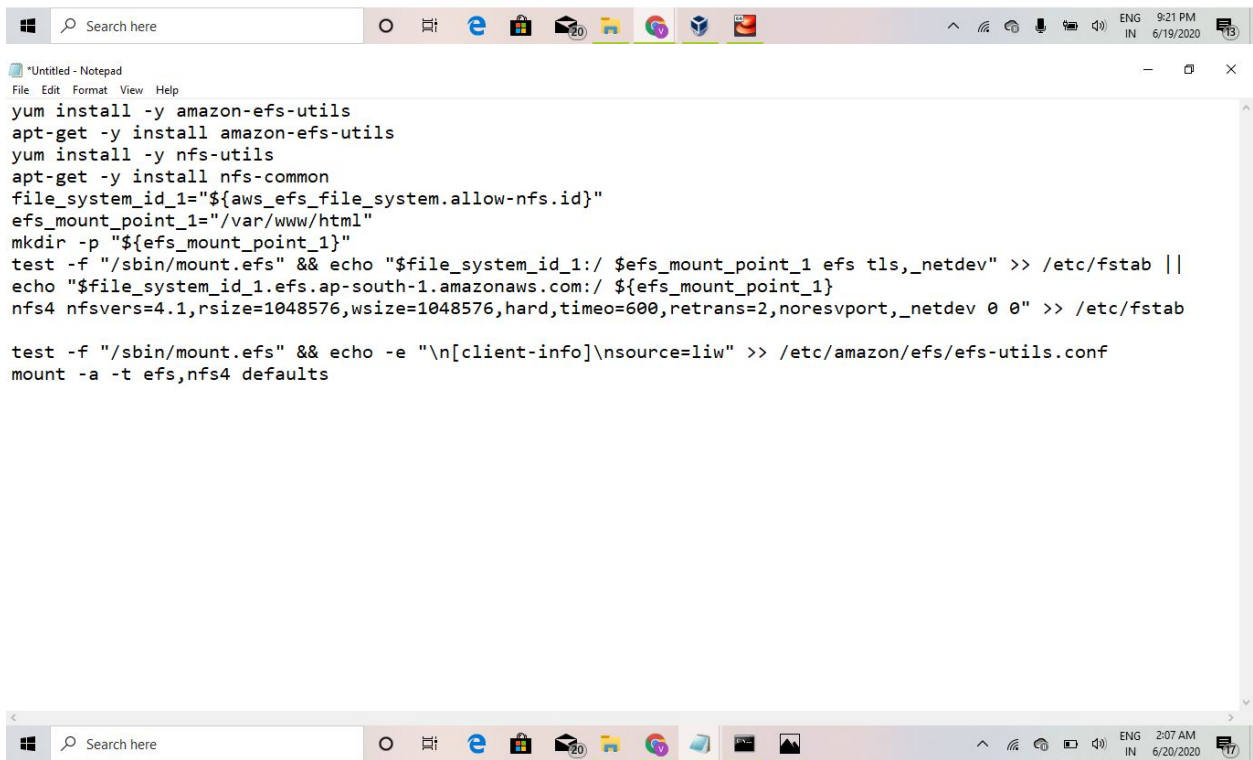 Search here
20
ENG 9:21 PM
IN 6/19/2020
13
*Untitled - Notepad
File Edit Format View Help
yum install -y amazon-efs-utils
apt-get -y install amazon-efs-utils
yum install -y nfs-utils
apt-get -y install nfs-common
file_system_id_1="${aws_efs_file_system.allow-nfs.id}"
efs_mount_point_1="/var/www/html"
mkdir -p "${efs_mount_point_1}"
test -f "/sbin/mount.efs" && echo "$file_system_id_1:/ $efs_mount_point_1 efs tls,_netdev" >> /etc/fstab ||
echo "$file_system_id_1.efs.ap-south-1.amazonaws.com:/ ${efs_mount_point_1}
nfs4 nfsvers=4.1,rsize=1048576,wsize=1048576,hard,timeo=600,retrans=2,noresvport,_netdev 0 0" >> /etc/fstab
test -f "/sbin/mount.efs" && echo -e "\n[client-info]\nsource=liw" >> /etc/amazon/efs/efs-utils.conf
mount -a -t efs,nfs4 defaults
Search here
20
ENG 2:07 AM
IN 6/20/2020
17